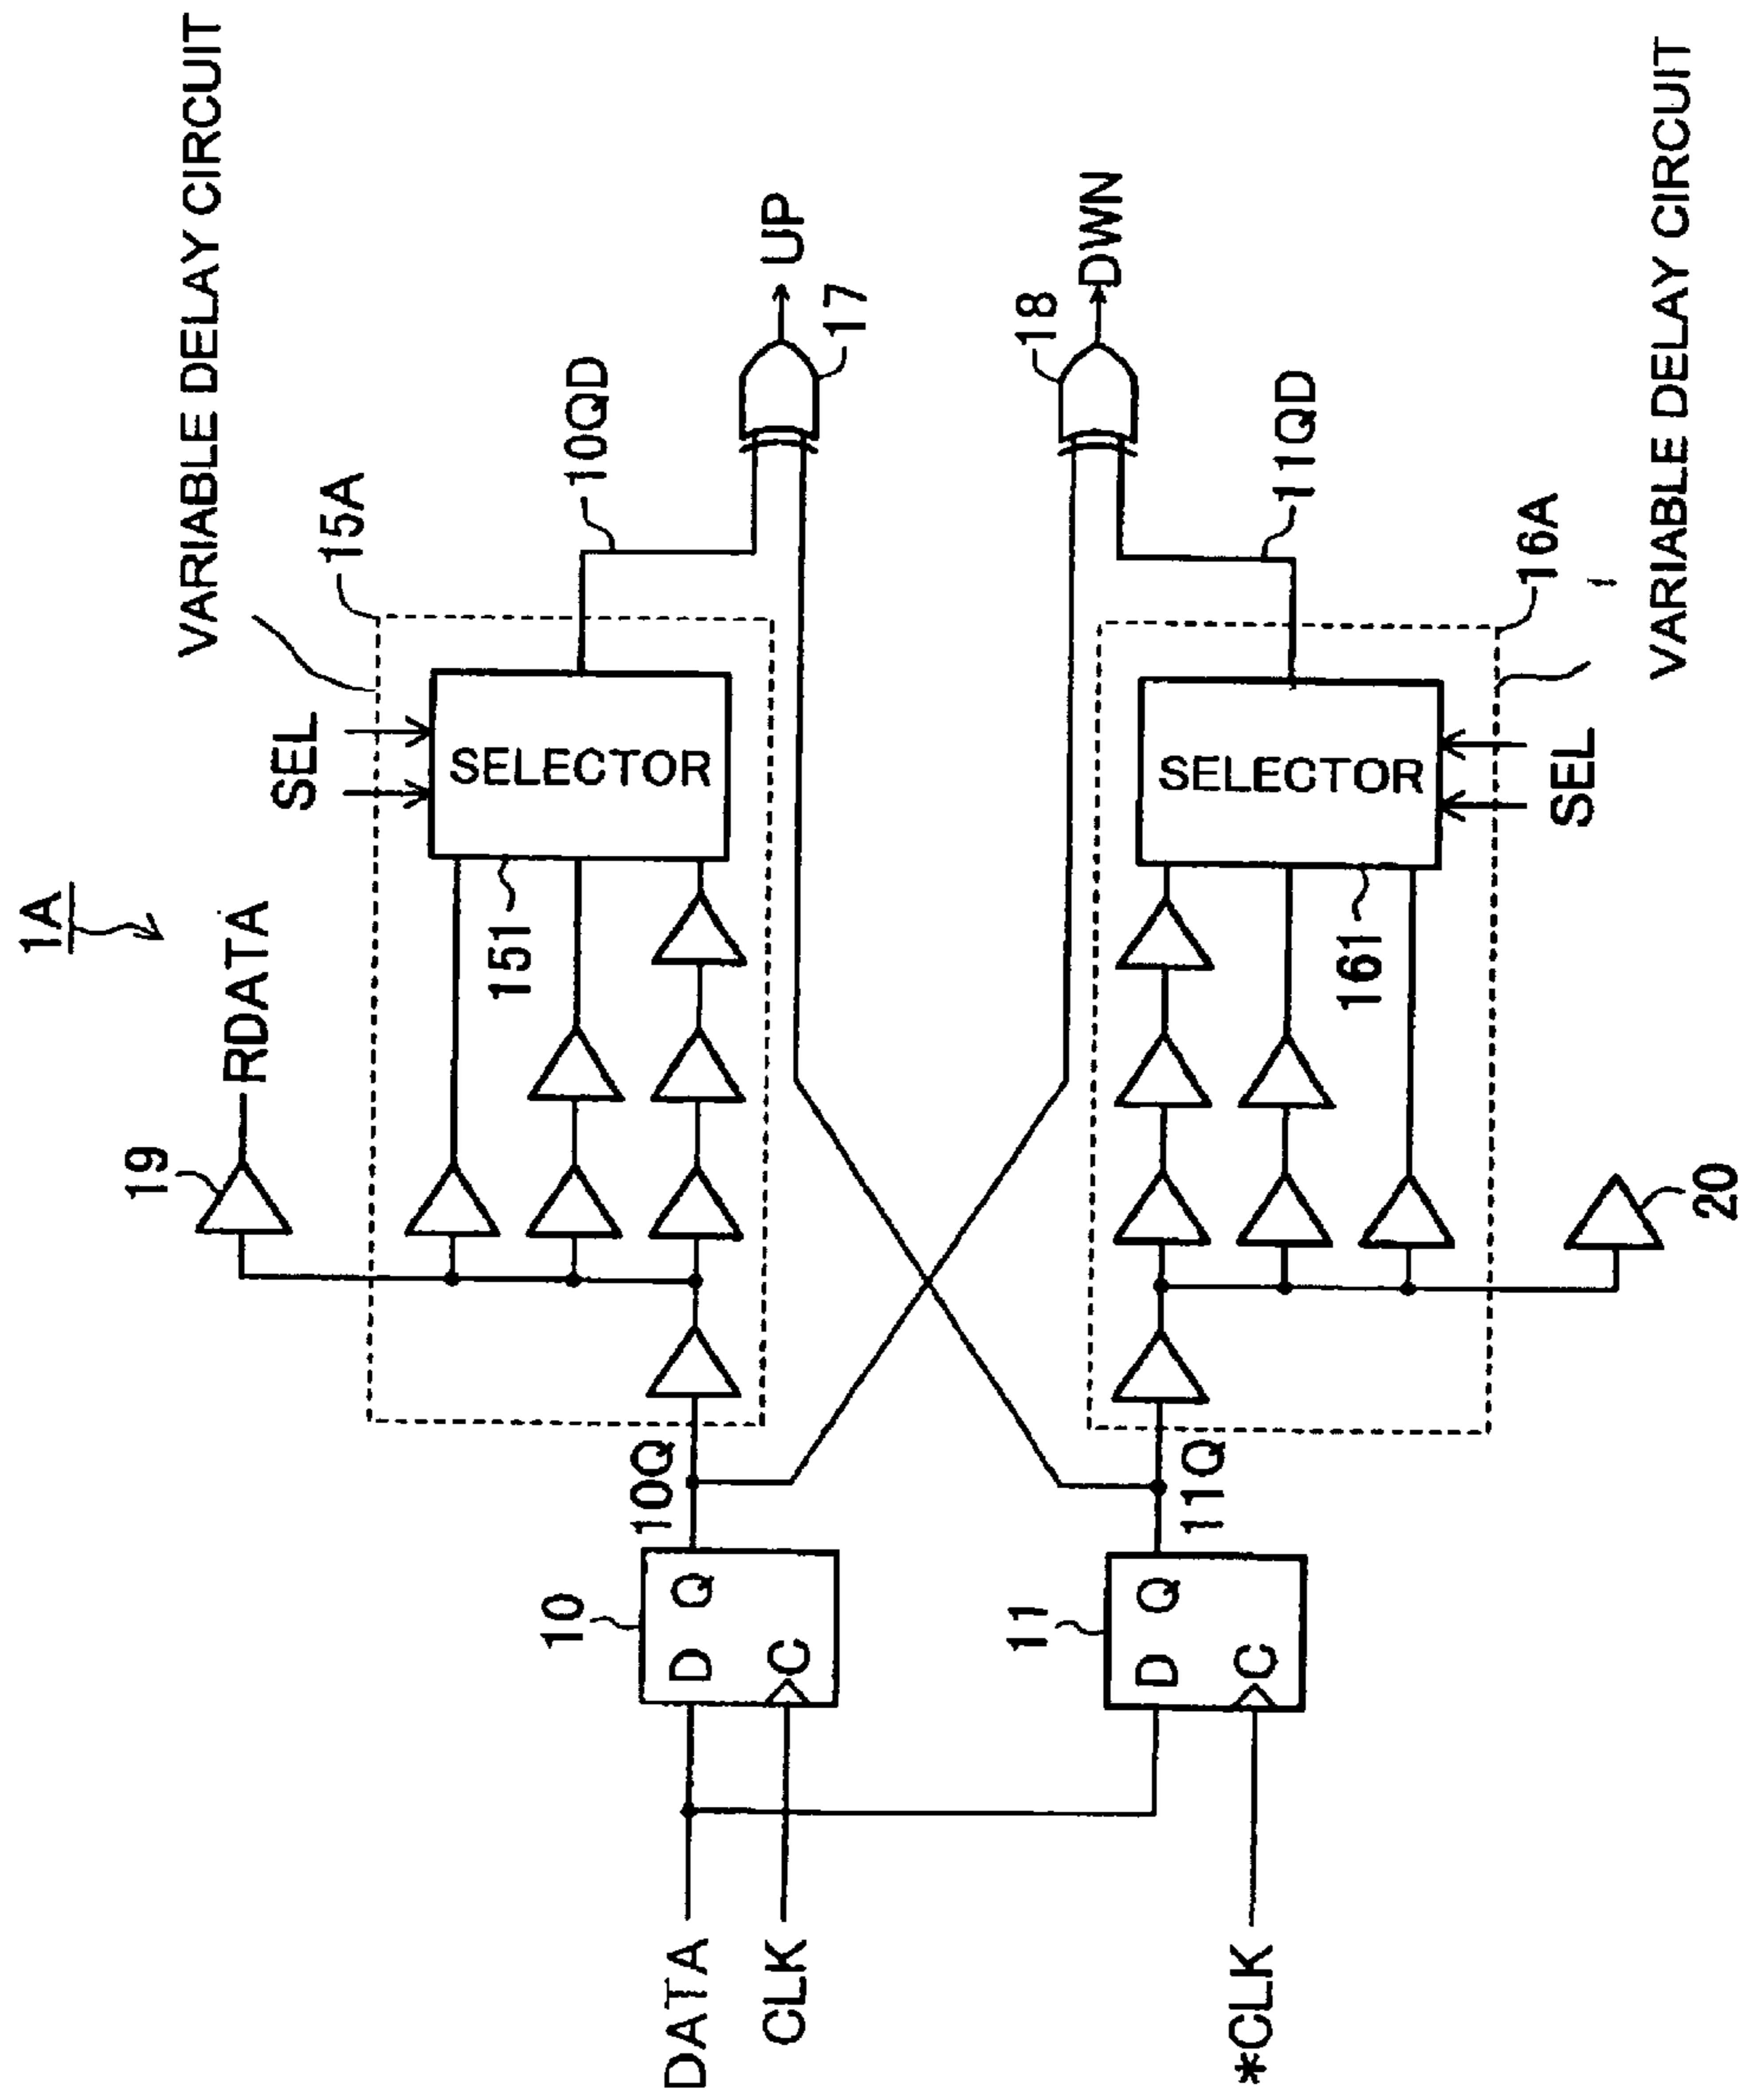 1A
VARIABLE DELAY CIRCUIT
15A
SEL
RDATA
19
SELECTOR
151
10QD
UP
17
10Q
10
D Q
C
DATA
CLK
18
DWN
11QD
16A
SELECTOR
161
SEL
VARIABLE DELAY CIRCUIT
20
11Q
11
D Q
C
*CLK